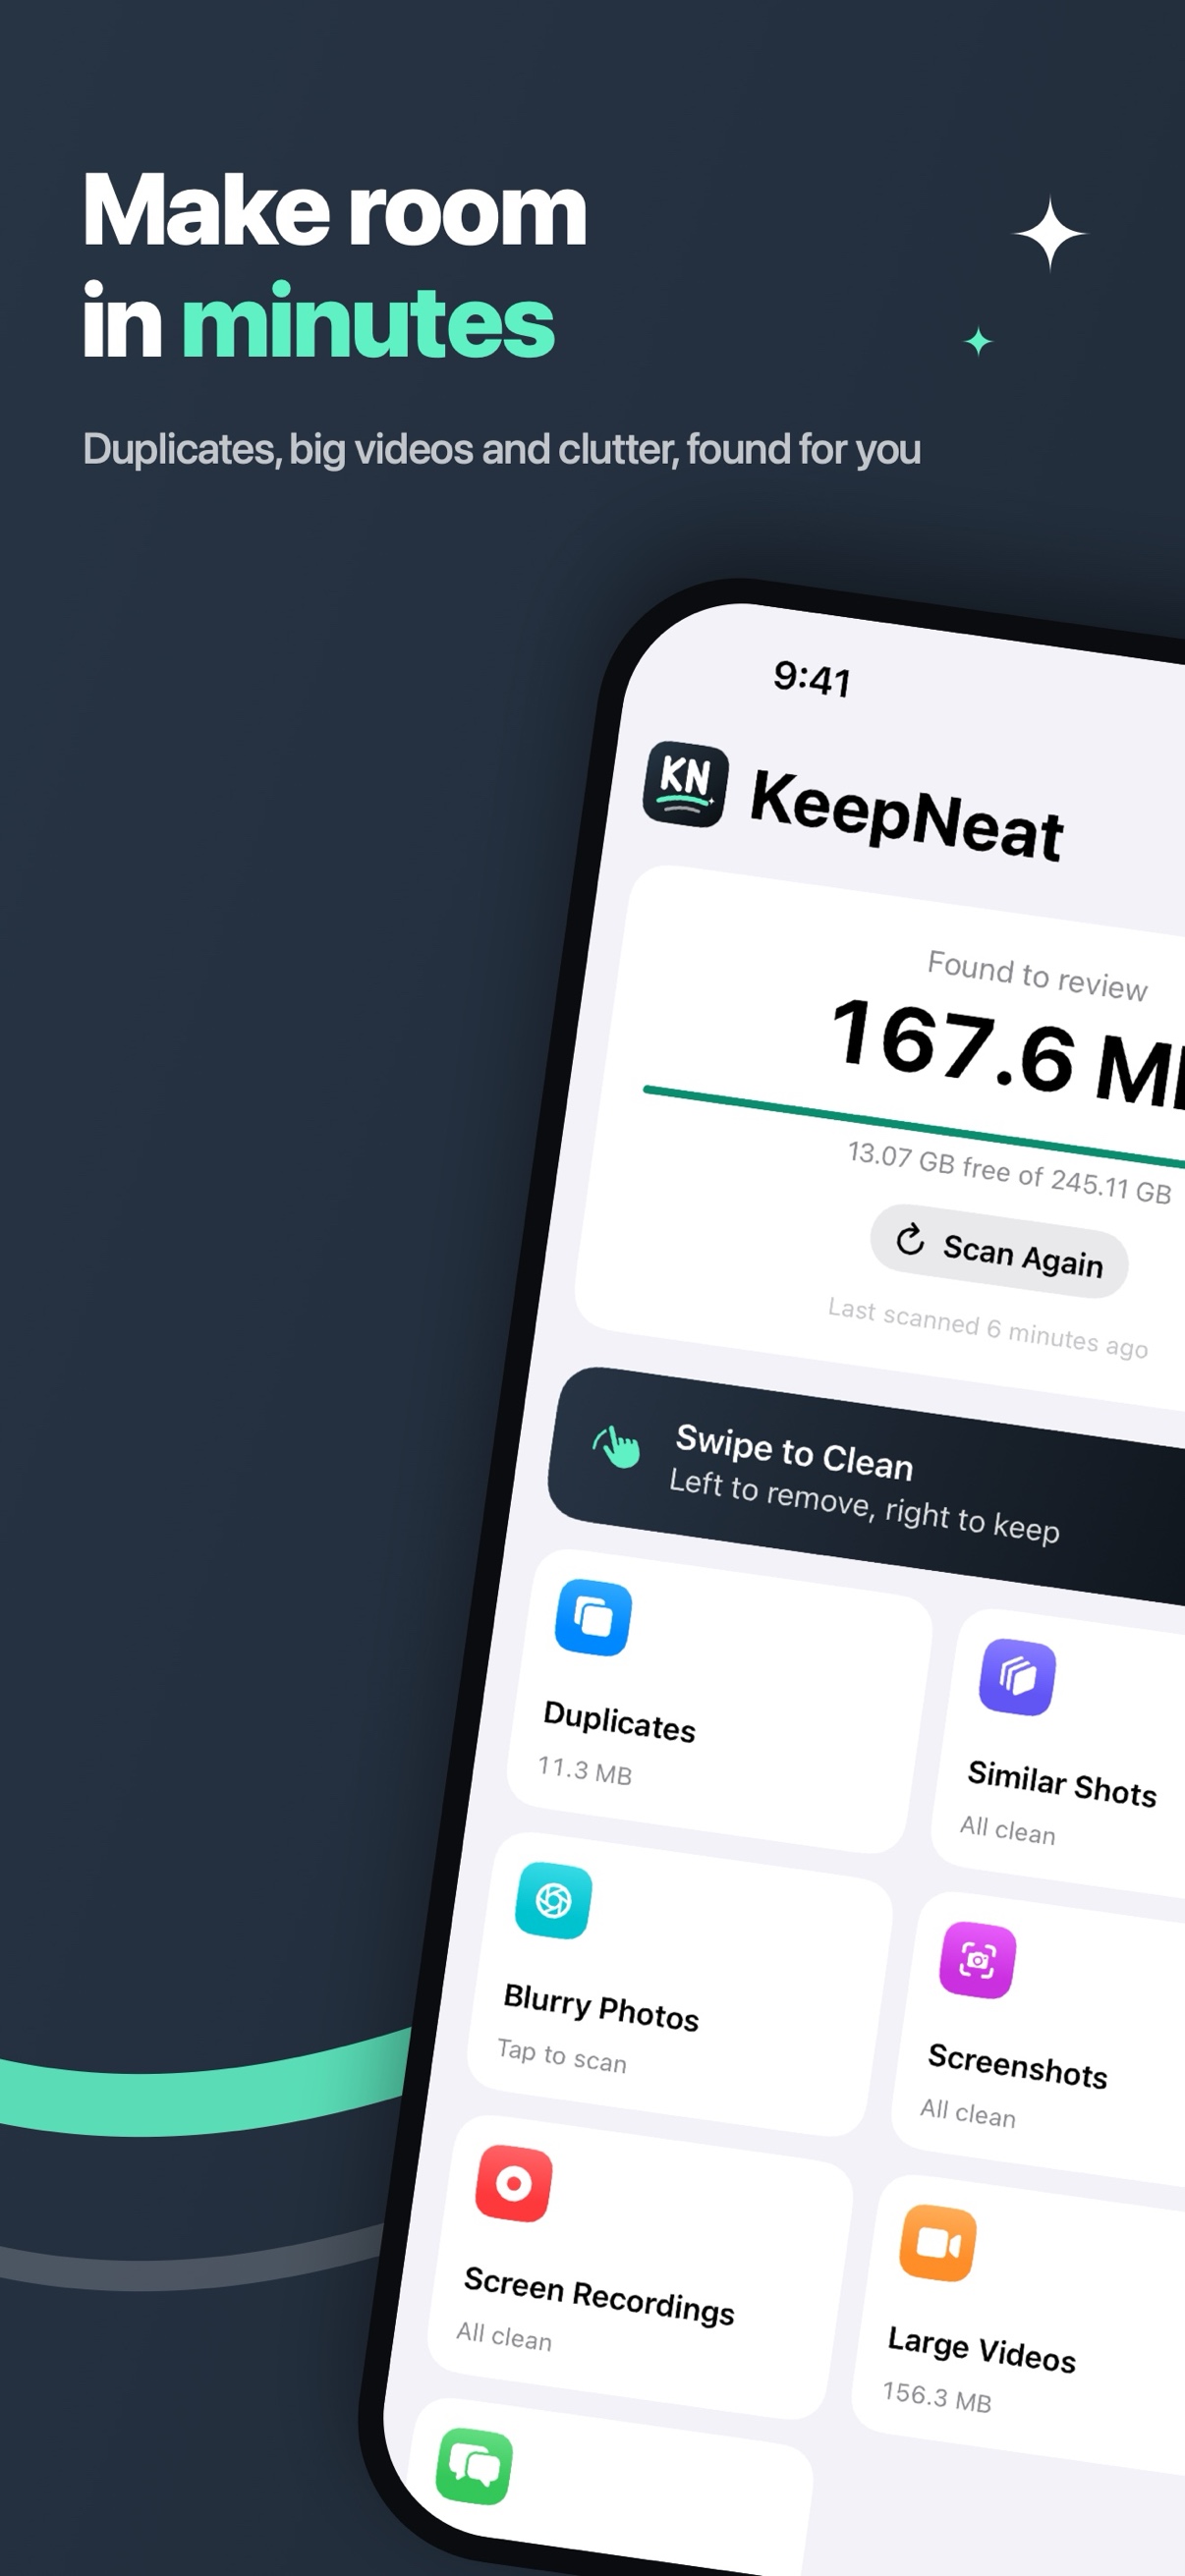 Make room
in minutes
Duplicates, big videos and clutter, found for you
9:41
KN
KeepNeat
Found to review
167.6
13.07 GB free of 245.11 GB
Scan Again
Last scanned 6 minutes ago
Swipe to Clean
Left to remove, right to keep
Duplicates
11.3 MB
Similar Shots
All clean
Blurry Photos
Tap to scan
Screenshots
All clean
Screen Recordings
All clean
Large Videos
156.3 MB